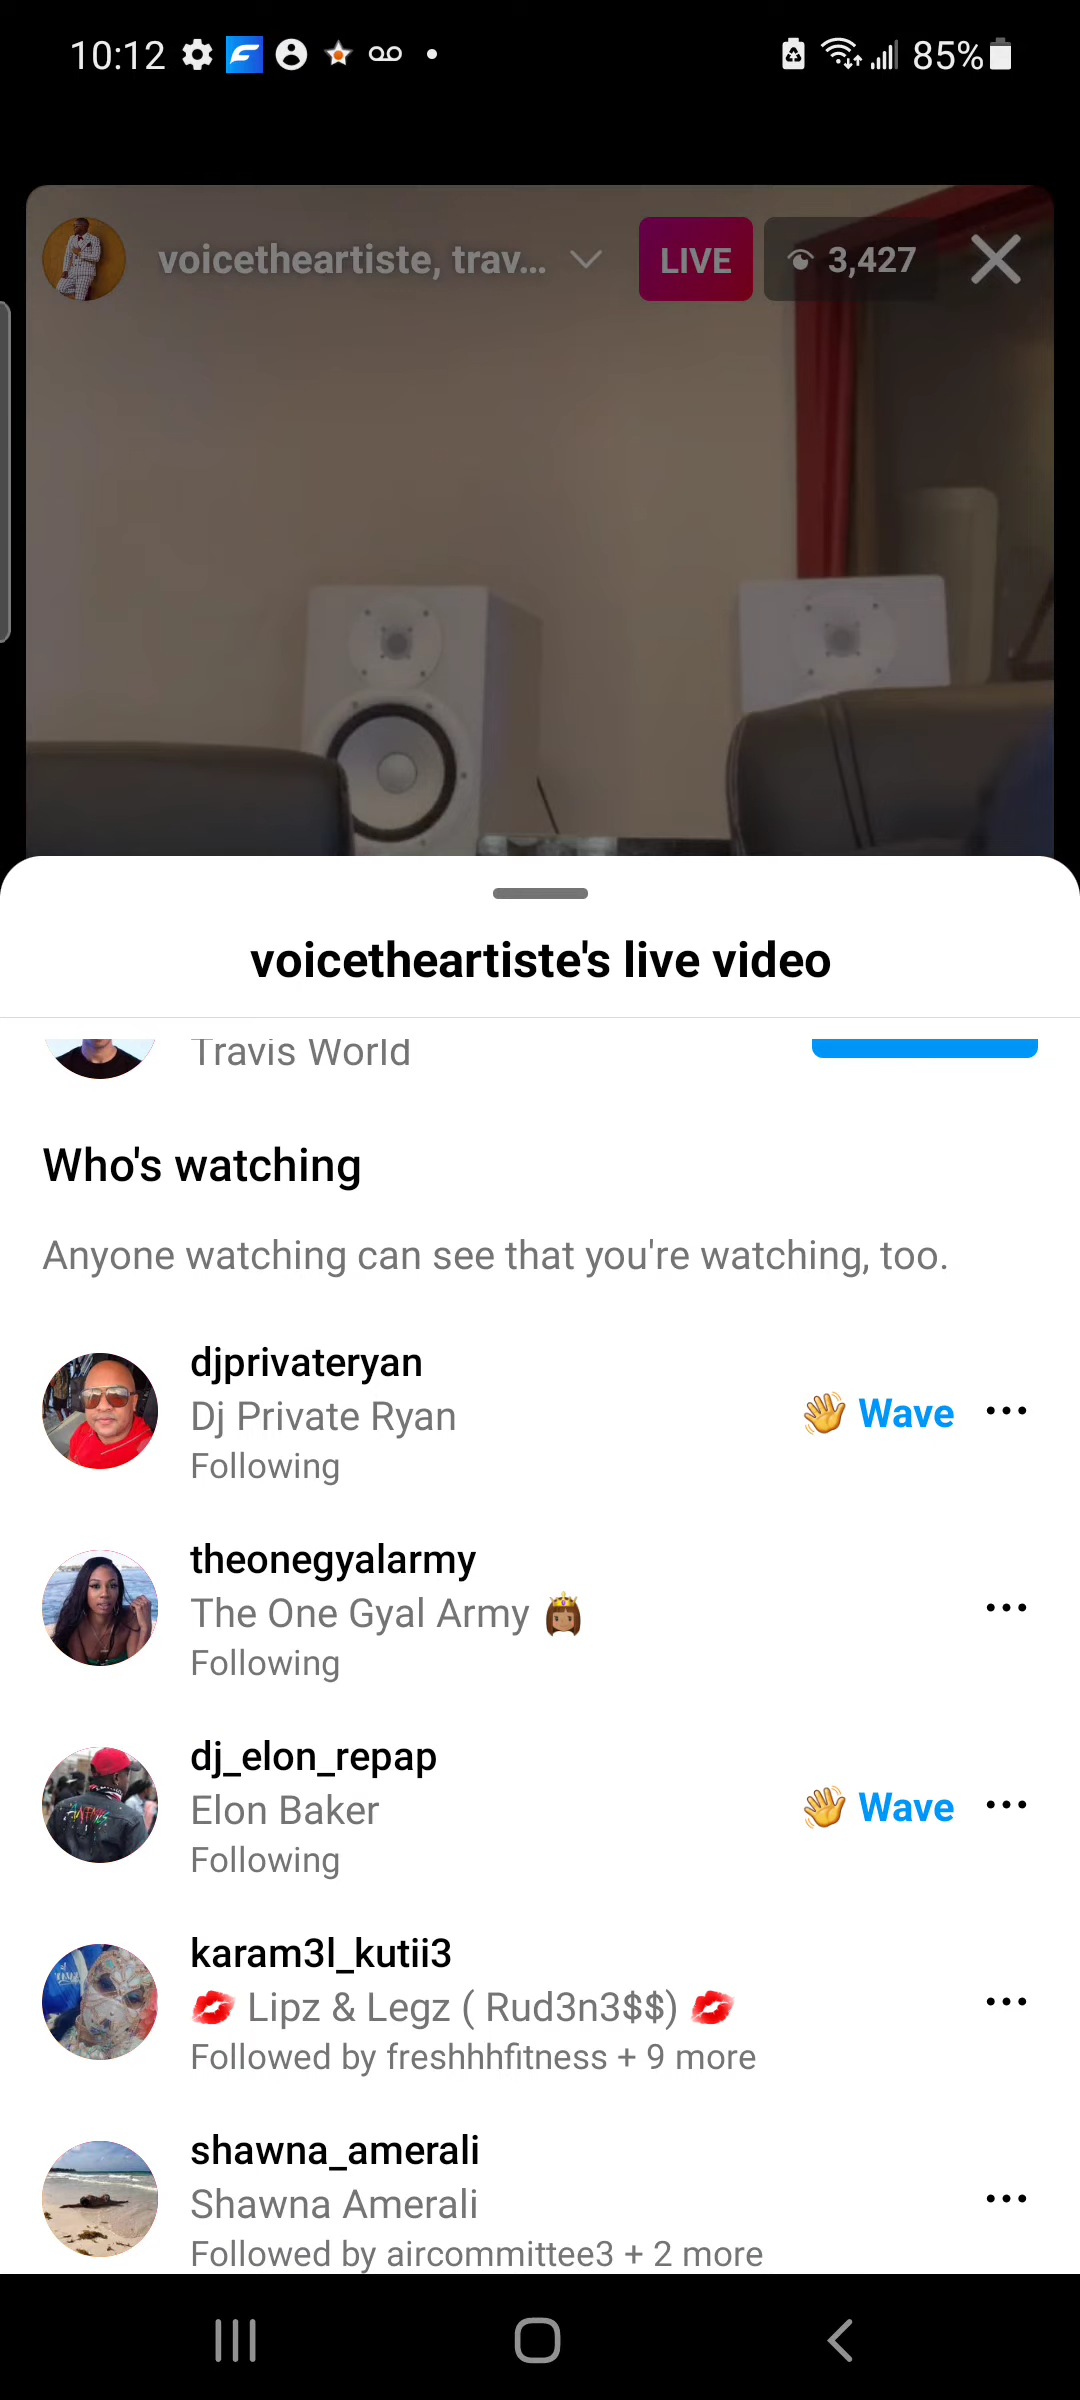 10:12 85%
voicetheartiste, trav... LIVE 3,427
voicetheartiste's live video
Travis World
Who's watching
Anyone watching can see that you're watching, too.
djprivateryan
Dj Private Ryan
Following
👋 Wave
theonegyalarmy
The One Gyal Army 👸🏽
Following
dj_elon_repap
Elon Baker
Following
👋 Wave
karam3l_kutii3
💋 Lipz & Legz ( Rud3n3$$) 💋
Followed by freshhhfitness + 9 more
shawna_amerali
Shawna Amerali
Followed by aircommittee3 + 2 more